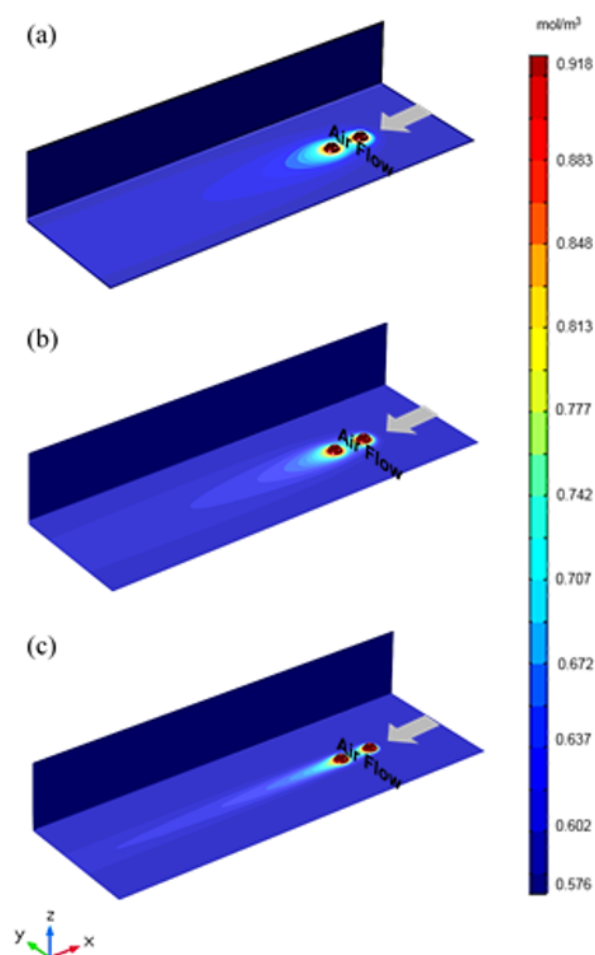 (a)
mol/m³
Air Flow
(b)
Air Flow
(c)
Air Flow
0.918
0.883
0.848
0.813
0.777
0.742
0.707
0.672
0.637
0.602
0.576
z
y
x